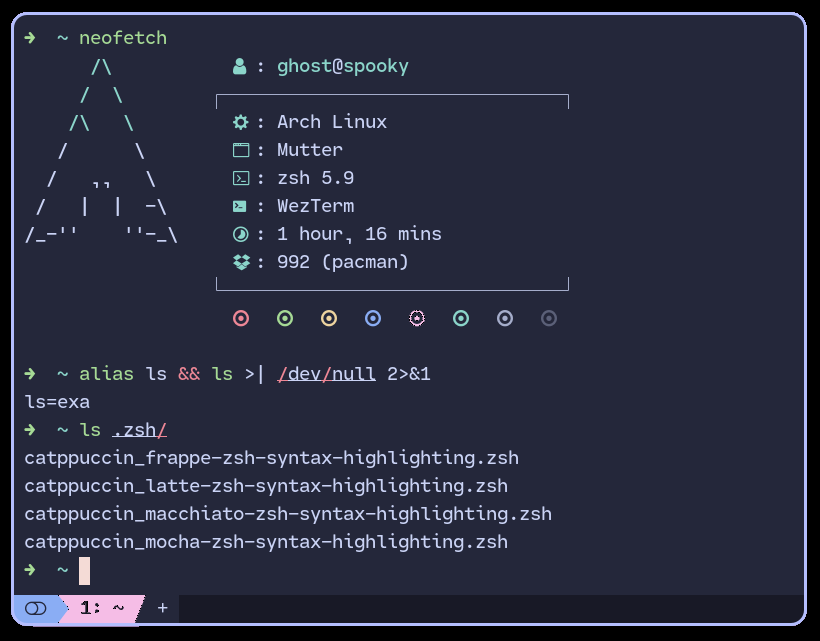 ➜  ~ neofetch
: ghost@spooky
: Arch Linux
: Mutter
: zsh 5.9
: WezTerm
: 1 hour, 16 mins
: 992 (pacman)
➜  ~ alias ls && ls >| /dev/null 2>&1
ls=exa
➜  ~ ls .zsh/
catppuccin_frappe-zsh-syntax-highlighting.zsh
catppuccin_latte-zsh-syntax-highlighting.zsh
catppuccin_macchiato-zsh-syntax-highlighting.zsh
catppuccin_mocha-zsh-syntax-highlighting.zsh
➜  ~
1: ~ +